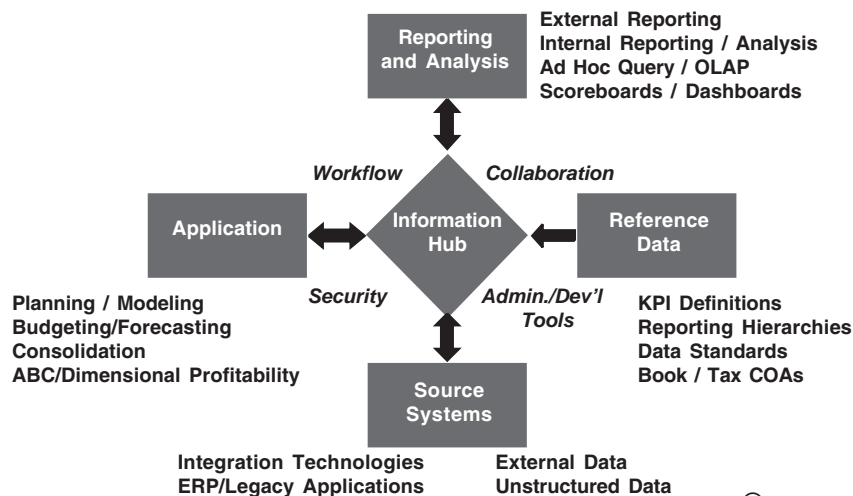 Reporting
and Analysis
External Reporting
Internal Reporting / Analysis
Ad Hoc Query / OLAP
Scoreboards / Dashboards
Workflow
Collaboration
Application
Information
Hub
Reference
Data
Security
Admin./Dev'l
Tools
Planning / Modeling
Budgeting/Forecasting
Consolidation
ABC/Dimensional Profitability
KPI Definitions
Reporting Hierarchies
Data Standards
Book / Tax COAs
Source
Systems
Integration Technologies
ERP/Legacy Applications
External Data
Unstructured Data